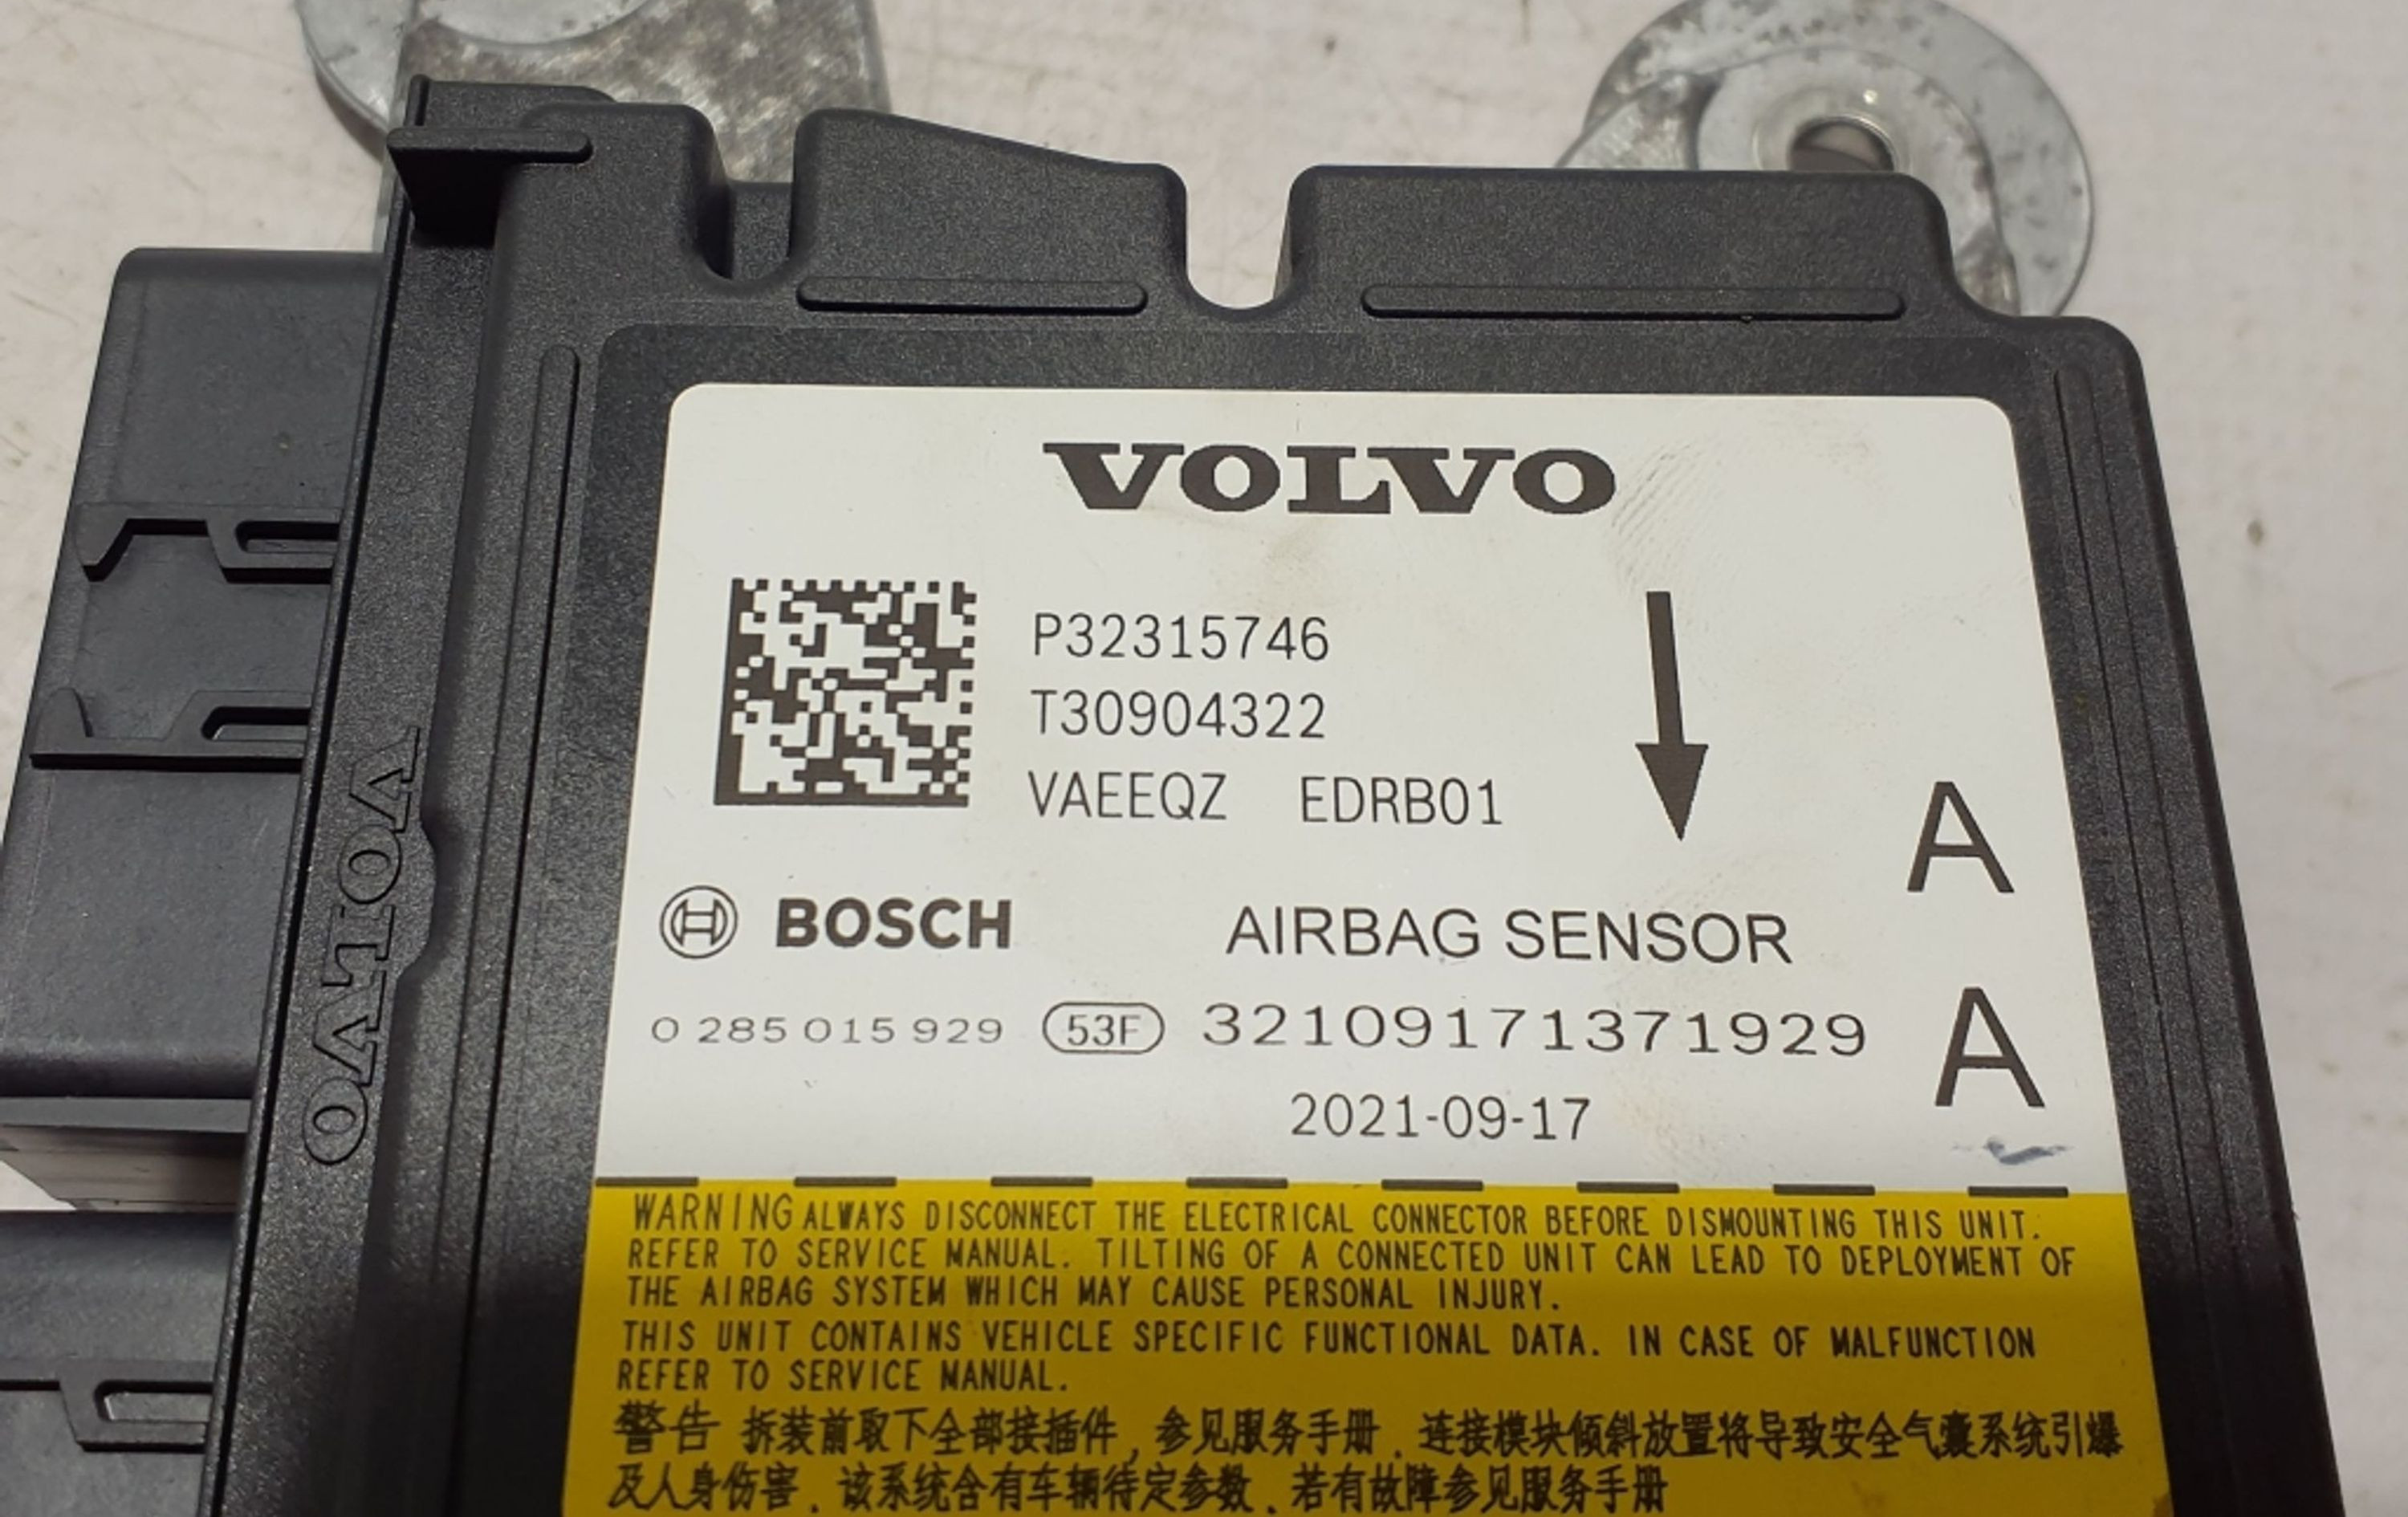 VOLVO
P32315746
T30904322
VAEEQZ EDRB01
A
BOSCH AIRBAG SENSOR
0 285 015 929 53F 32109171371929 A
2021-09-17
VOLVO
WARNING ALWAYS DISCONNECT THE ELECTRICAL CONNECTOR BEFORE DISMOUNTING THIS UNIT.
REFER TO SERVICE MANUAL. TILTING OF A CONNECTED UNIT CAN LEAD TO DEPLOYMENT OF
THE AIRBAG SYSTEM WHICH MAY CAUSE PERSONAL INJURY.
THIS UNIT CONTAINS VEHICLE SPECIFIC FUNCTIONAL DATA. IN CASE OF MALFUNCTION
REFER TO SERVICE MANUAL.
警告 拆装前取下全部接插件, 参见服务手册. 连接模块倾斜放置将导致安全气囊系统引爆
及人身伤害. 该系统含有车辆待定参数. 若有故障参见服务手册